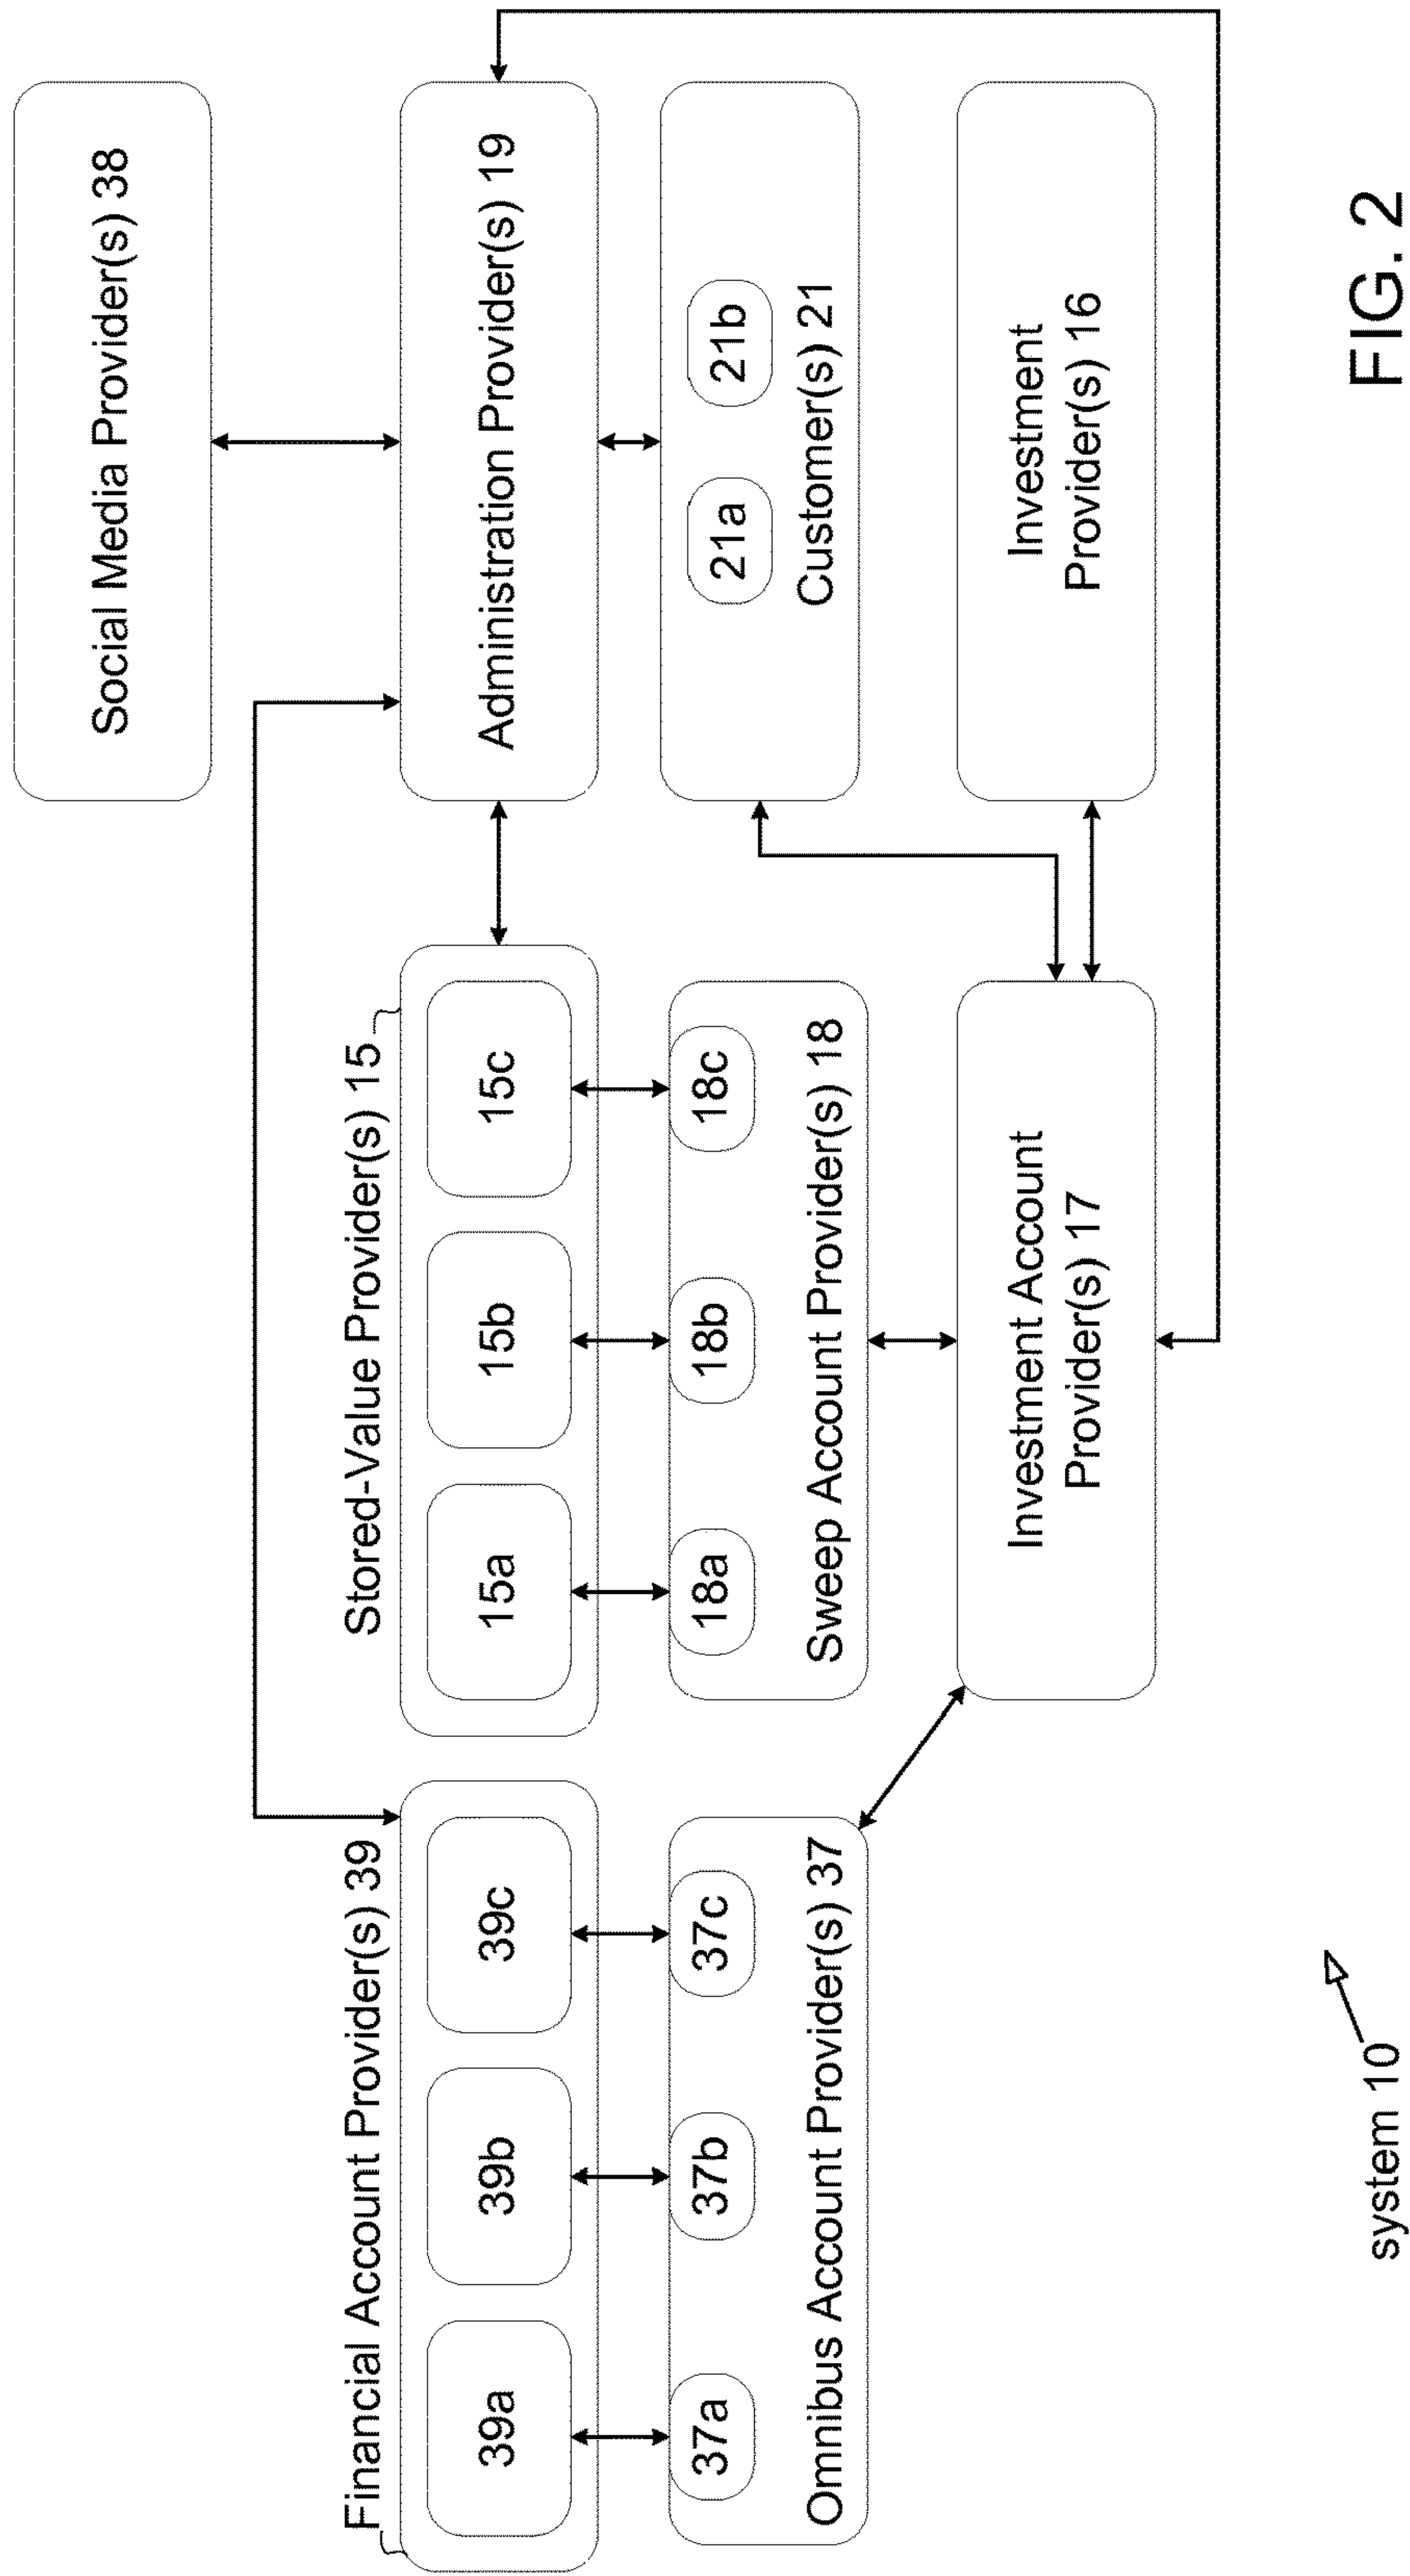 Social Media Provider(s) 38
Financial Account Provider(s) 39
Stored-Value Provider(s) 15
39a
39b
39c
15a
15b
15c
Administration Provider(s) 19
37a
37b
37c
Omnibus Account Provider(s) 37
18a
18b
18c
Sweep Account Provider(s) 18
21a
21b
Customer(s) 21
Investment Account
Provider(s) 17
Investment
Provider(s) 16
system 10
FIG. 2